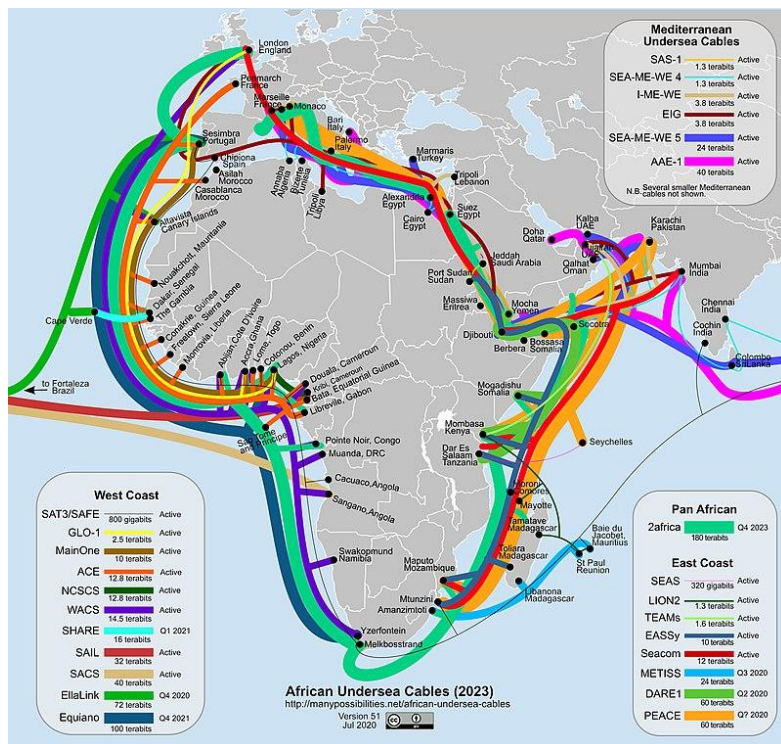 London
England
Penmarch
France
Marseille
France
Monaco
Bari
Italy
Sesimbra
Portugal
Palermo
Italy
Chipiona
Spain
Asilah
Morocco
Casablanca
Morocco
Annaba
Algeria
Bizerte
Tunisia
Tripoli
Libya
Marmaris
Turkey
Tripoli
Lebanon
Alexandria
Egypt
Cairo
Egypt
Suez
Egypt
Altavista
Canary Islands
Jeddah
Saudi Arabia
Doha
Qatar
Kalba
UAE
UAE
Qalhat
Oman
Karachi
Pakistan
Mumbai
India
Port Sudan
Sudan
Massiwa
Eritrea
Mocha
Yemen
Djibouti
Berbera
Bossasa
Somalia
Socotra
Chennai
India
Cochin
India
Colombo
Sri Lanka
Nouakchott, Mauritania
Dakar, Senegal
The Gambia
Cape Verde
Conakrie, Guinea
Freetown, Sierra Leone
Monrovia, Liberia
Abijan,Cote D'Ivoire
Accra,Ghana
Lome, Togo
Cotonou, Benin
Lagos, Nigeria
Douala, Cameroun
Kribi, Cameroun
Bata, Equatorial Guinea
Libreville, Gabon
Sao Tome
and Principe
to Fortaleza
Brazil
Mogadishu
Somalia
Mombasa
Kenya
Dar Es
Salaam
Tanzania
Seychelles
Pointe Noir, Congo
Muanda, DRC
Cacuaco,Angola
Sangano,Angola
Moroni
Comores
Mayotte
Tamatave
Madagascar
Baie du
Jacobet,
Mauritius
St Paul
Reunion
Toliara
Madagascar
Libanona
Madagascar
Swakopmund
Namibia
Maputo
Mozambique
Mtunzini
Amanzimtoti
Yzerfontein
Melkbosstrand
Mediterranean
Undersea Cables
SAS-1 Active
1.3 terabits
SEA-ME-WE 4 Active
1.3 terabits
I-ME-WE Active
3.8 terabits
EIG Active
3.8 terabits
SEA-ME-WE 5 Active
24 terabits
AAE-1 Active
40 terabits
N.B. Several smaller Mediterranean
cables not shown.
West Coast
SAT3/SAFE Active
800 gigabits
GLO-1 Active
2.5 terabits
MainOne Active
10 terabits
ACE Active
12.8 terabits
NCSCS Active
12.8 terabits
WACS Active
14.5 terabits
SHARE Q1 2021
16 terabits
SAIL Active
32 terabits
SACS Active
40 terabits
EllaLink Q4 2020
72 terabits
Equiano Q4 2021
100 terabits
Pan African
2africa Q4 2023
180 terabits
East Coast
SEAS Active
320 gigabits
LION2 Active
1.3 terabits
TEAMs Active
1.6 terabits
EASSy Active
10 terabits
Seacom Active
12 terabits
METISS Q3 2020
24 terabits
DARE1 Q2 2020
60 terabits
PEACE Q? 2020
60 terabits
African Undersea Cables (2023)
http://manypossibilities.net/african-undersea-cables
Version 51
Jul 2020
cc
BY